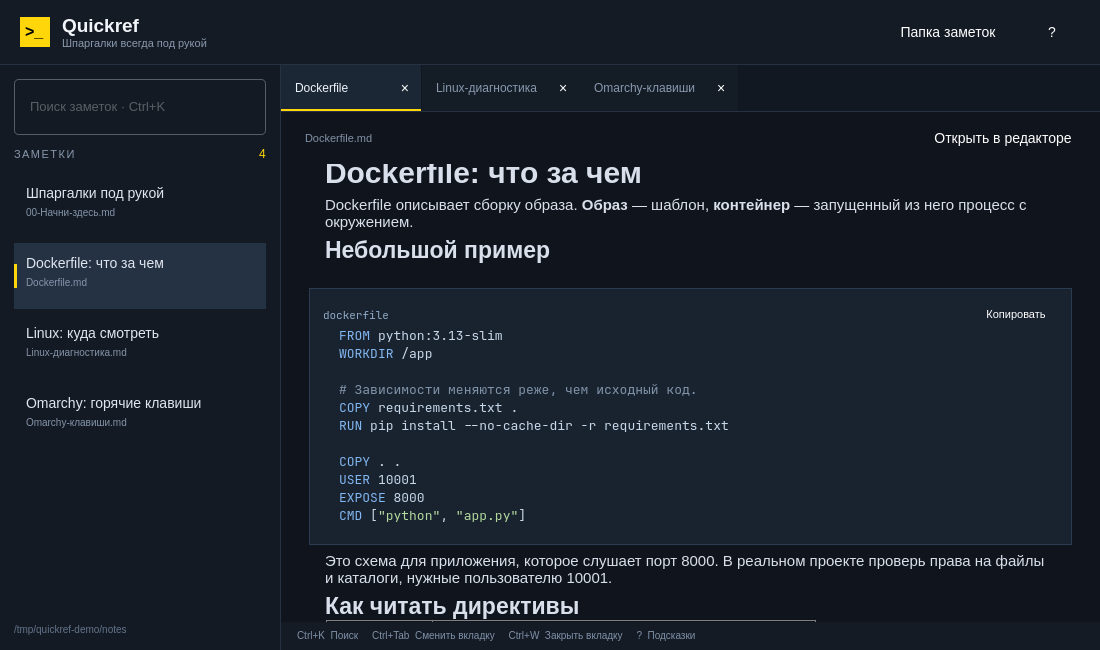 >_ Quickref
Шпаргалки всегда под рукой
Папка заметок ?
Поиск заметок · Ctrl+K
ЗАМЕТКИ 4
Шпаргалки под рукой
00-Начни-здесь.md
Dockerfile: что за чем
Dockerfile.md
Linux: куда смотреть
Linux-диагностика.md
Omarchy: горячие клавиши
Omarchy-клавиши.md
/tmp/quickref-demo/notes
Dockerfile × Linux-диагностика × Omarchy-клавиши ×
Dockerfile.md Открыть в редакторе
Dockerfile: что за чем
Dockerfile описывает сборку образа. Образ — шаблон, контейнер — запущенный из него процесс с
окружением.
Небольшой пример
dockerfile Копировать
FROM python:3.13-slim
WORKDIR /app
# Зависимости меняются реже, чем исходный код.
COPY requirements.txt .
RUN pip install --no-cache-dir -r requirements.txt
COPY . .
USER 10001
EXPOSE 8000
CMD ["python", "app.py"]
Это схема для приложения, которое слушает порт 8000. В реальном проекте проверь права на файлы
и каталоги, нужные пользователю 10001.
Как читать директивы
Ctrl+K Поиск Ctrl+Tab Сменить вкладку Ctrl+W Закрыть вкладку ? Подсказки